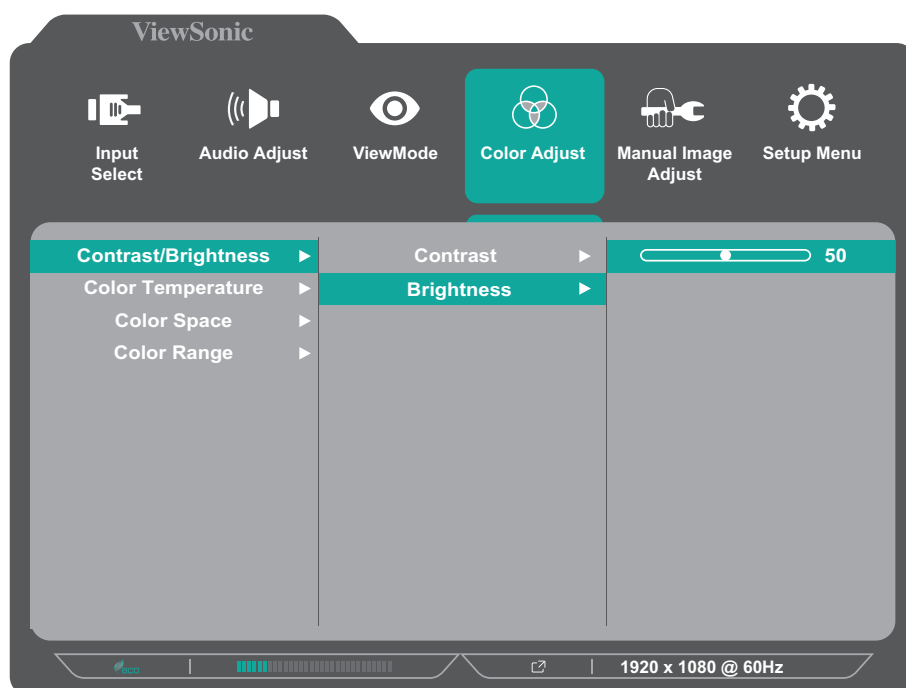 ViewSonic
Input
Select
Audio Adjust
ViewMode
Color Adjust
Manual Image
Adjust
Setup Menu
Contrast/Brightness
Contrast
50
Color Temperature
Brightness
Color Space
Color Range
eco
1920 x 1080 @ 60Hz